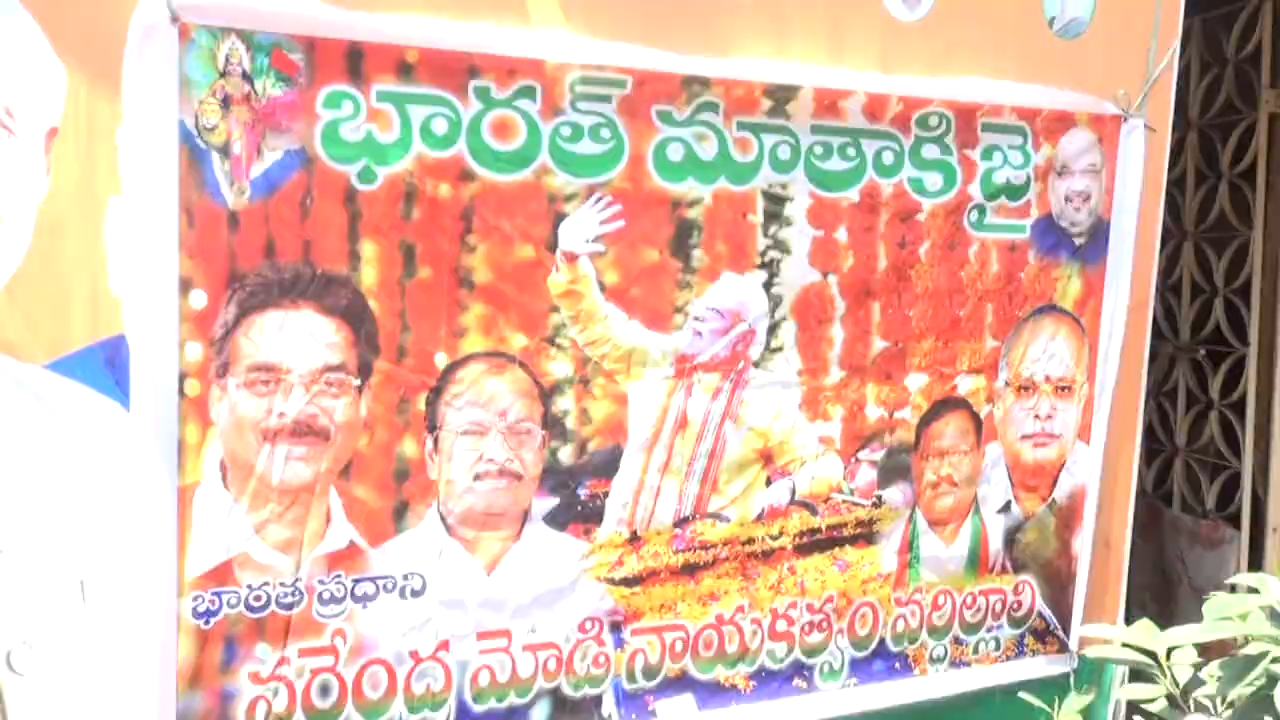 భారత్ మాతాకి జై
భారత ప్రధాని
నరేంద్ర మోడి నాయకత్వం వర్ధిల్లాలి